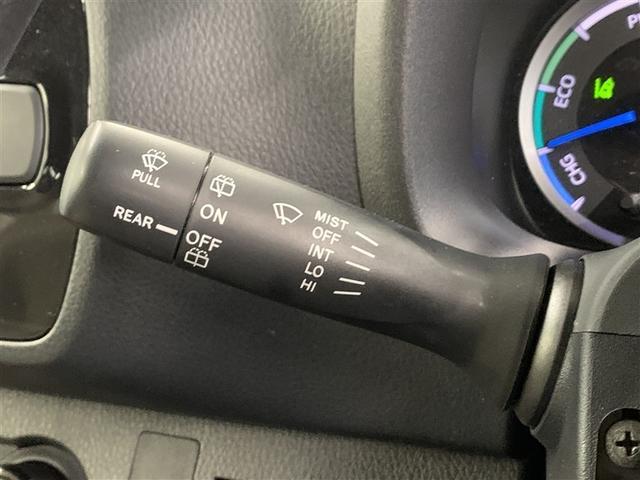 PULL
REAR
ON
OFF
MIST
OFF
INT
LO
HI
ECO
CHG